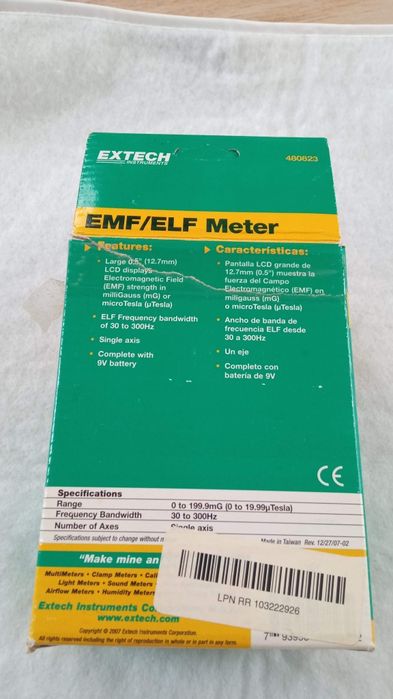 EXTECH
INSTRUMENTS
480823
EMF/ELF Meter
Features:
• Large 0.5" (12.7mm)
LCD displays
Electromagnetic Field
(EMF) strength in
milliGauss (mG) or
microTesla (µTesla)
• ELF Frequency bandwidth
of 30 to 300Hz
• Single axis
• Complete with
9V battery
Características:
• Pantalla LCD grande de
12.7mm (0.5") muestra la
fuerza del Campo
Electromagnético (EMF) en
miligauss (mG)
o microTesla (µTesla)
• Ancho de banda de
frecuencia ELF desde
30 a 300Hz
• Un eje
• Completo con
batería de 9V
CE
Specifications
Range 0 to 199.9mG (0 to 19.99µTesla)
Frequency Bandwidth 30 to 300Hz
Number of Axes Single axis
Specifications subject to change without
Made in Taiwan Rev. 12/27/07-02
"Make mine an
MultiMeters • Clamp Meters •
Light Meters • Sound Meters
Airflow Meters • Humidity Meters
Extech Instruments
www.extech.com
Copyright © 2007 Extech Instruments Corporation.
All rights reserved including the right of reproduction in whole or in part in any form.
LPN RR 103222926